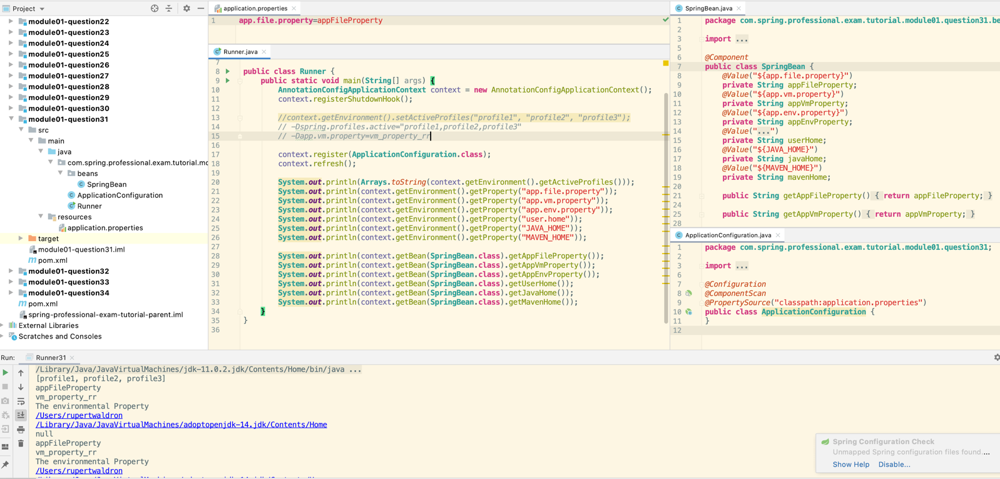 Project
module01-question22
module01-question23
module01-question24
module01-question25
module01-question26
module01-question27
module01-question28
module01-question29
module01-question30
module01-question31
src
main
java
com.spring.professional.exam.tutorial.mo
beans
SpringBean
ApplicationConfiguration
Runner
resources
application.properties
target
module01-question31.iml
pom.xml
module01-question32
module01-question33
module01-question34
pom.xml
spring-professional-exam-tutorial-parent.iml
External Libraries
Scratches and Consoles
application.properties
1 app.file.property=appFileProperty
Runner.java
7
8 public class Runner {
9 public static void main(String[] args) {
10 AnnotationConfigApplicationContext context = new AnnotationConfigApplicationContext();
11 context.registerShutdownHook();
12
13 //context.getEnvironment().setActiveProfiles("profile1", "profile2", "profile3");
14 // -Dspring.profiles.active="profile1,profile2,profile3"
15 // -Dapp.vm.property=vm_property_rr
16
17 context.register(ApplicationConfiguration.class);
18 context.refresh();
19
20 System.out.println(Arrays.toString(context.getEnvironment().getActiveProfiles()));
21 System.out.println(context.getEnvironment().getProperty("app.file.property"));
22 System.out.println(context.getEnvironment().getProperty("app.vm.property"));
23 System.out.println(context.getEnvironment().getProperty("app.env.property"));
24 System.out.println(context.getEnvironment().getProperty("user.home"));
25 System.out.println(context.getEnvironment().getProperty("JAVA_HOME"));
26 System.out.println(context.getEnvironment().getProperty("MAVEN_HOME"));
27
28 System.out.println(context.getBean(SpringBean.class).getAppFileProperty());
29 System.out.println(context.getBean(SpringBean.class).getAppVmProperty());
30 System.out.println(context.getBean(SpringBean.class).getAppEnvProperty());
31 System.out.println(context.getBean(SpringBean.class).getUserHome());
32 System.out.println(context.getBean(SpringBean.class).getJavaHome());
33 System.out.println(context.getBean(SpringBean.class).getMavenHome());
34 }
35 }
36
SpringBean.java
1 package com.spring.professional.exam.tutorial.module01.question31.be
2
3 import ...
5
6 @Component
7 public class SpringBean {
8 @Value("${app.file.property}")
9 private String appFileProperty;
10 @Value("${app.vm.property}")
11 private String appVmProperty;
12 @Value("${app.env.property}")
13 private String appEnvProperty;
14 @Value("...")
15 private String userHome;
16 @Value("${JAVA_HOME}")
17 private String javaHome;
18 @Value("${MAVEN_HOME}")
19 private String mavenHome;
20
21 public String getAppFileProperty() { return appFileProperty; }
24
25 public String getAppVmProperty() { return appVmProperty; }
28
ApplicationConfiguration.java
1 package com.spring.professional.exam.tutorial.module01.question31;
2
3 import ...
6
7 @Configuration
8 @ComponentScan
9 @PropertySource("classpath:application.properties")
10 public class ApplicationConfiguration {
11 }
12
Run: Runner31
/Library/Java/JavaVirtualMachines/jdk-11.0.2.jdk/Contents/Home/bin/java ...
[profile1, profile2, profile3]
appFileProperty
vm_property_rr
The environmental Property
/Users/rupertwaldron
/Library/Java/JavaVirtualMachines/adoptopenjdk-14.jdk/Contents/Home
null
appFileProperty
vm_property_rr
The environmental Property
/Users/rupertwaldron
Spring Configuration Check
Unmapped Spring configuration files found....
Show Help Disable...